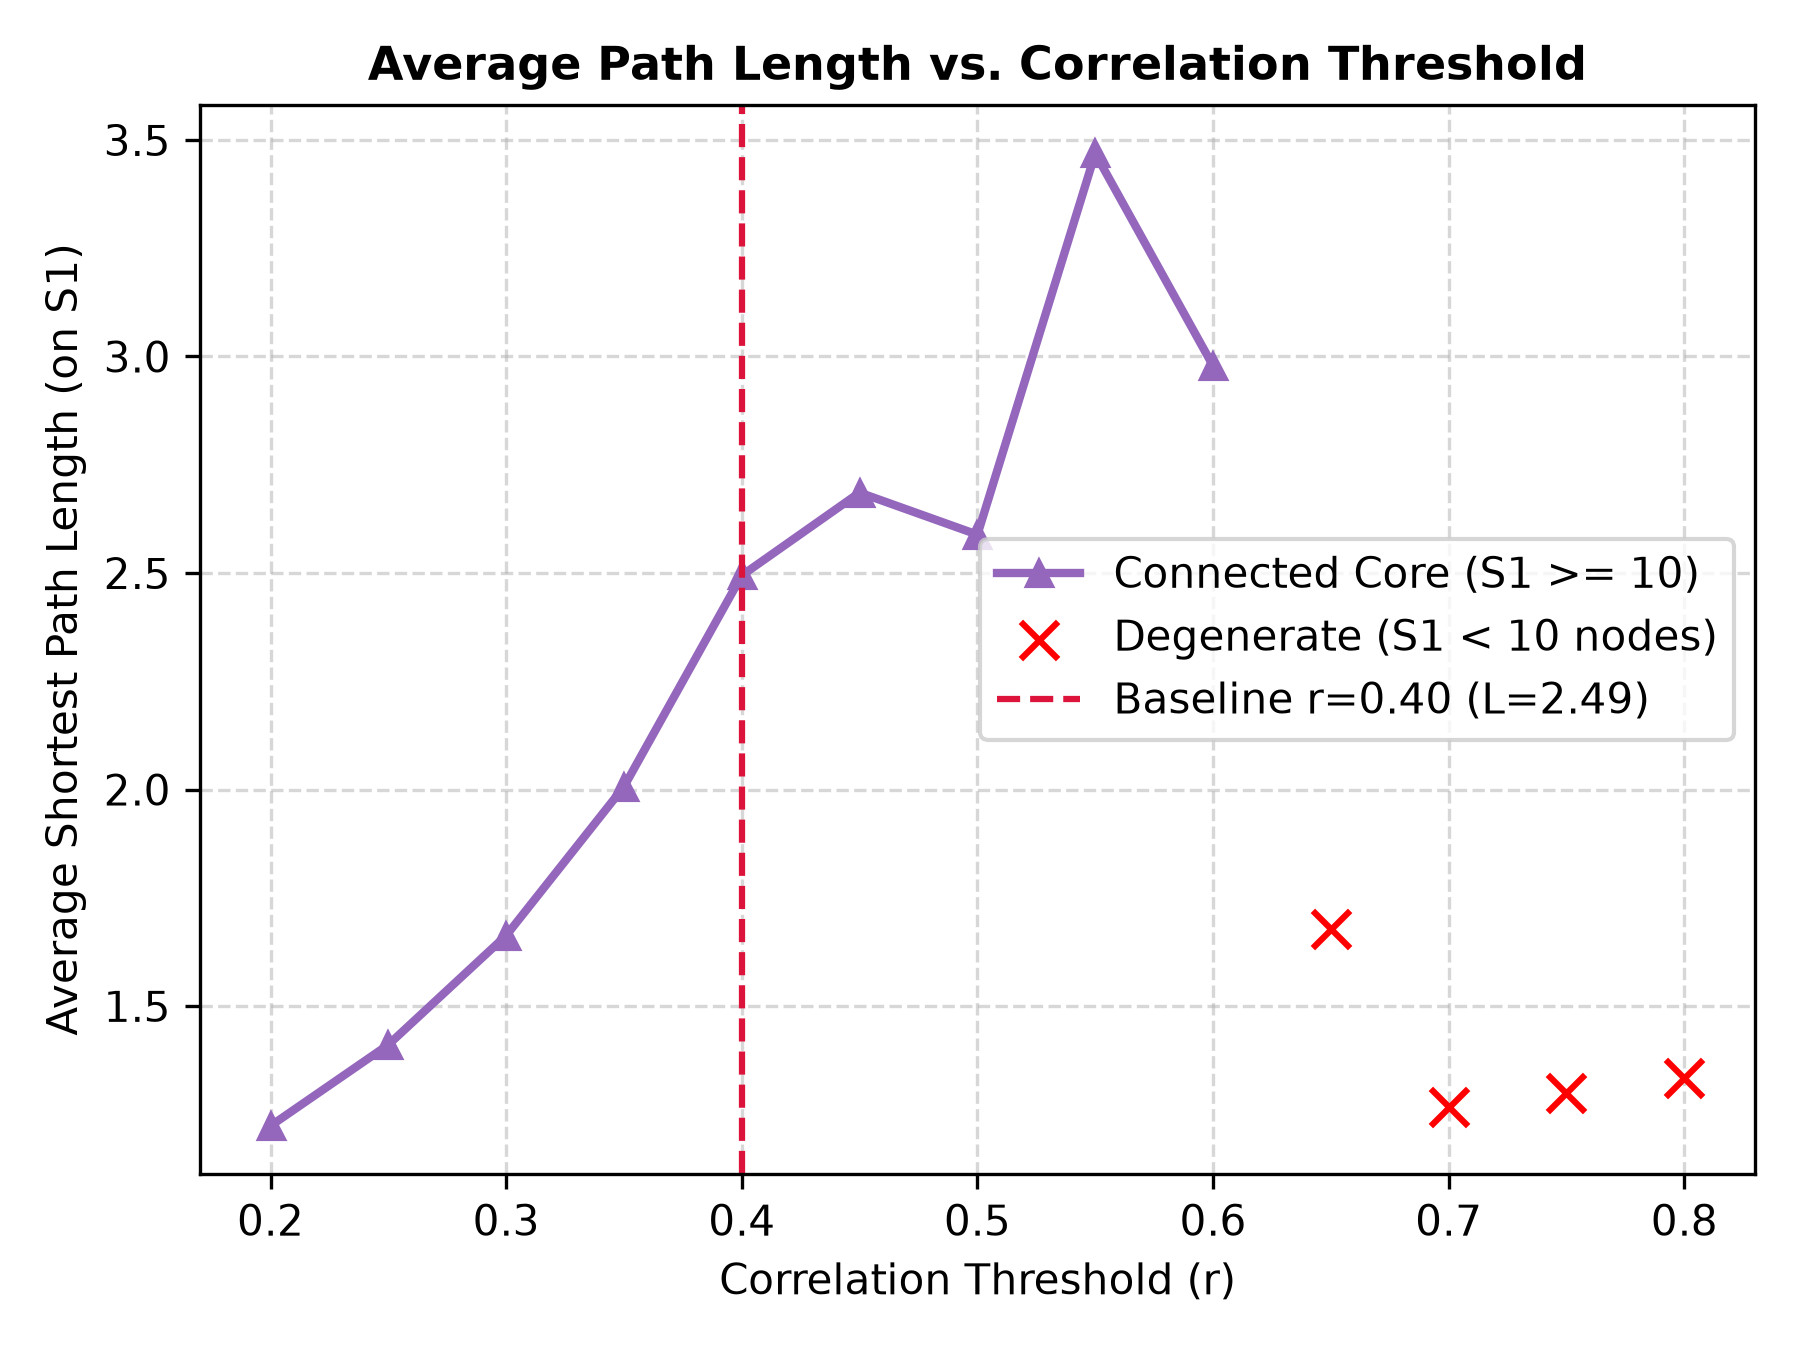 Average Path Length vs. Correlation Threshold
Average Shortest Path Length (on S1)
3.5
3.0
2.5
2.0
1.5
Connected Core (S1 >= 10)
Degenerate (S1 < 10 nodes)
Baseline r=0.40 (L=2.49)
0.2 0.3 0.4 0.5 0.6 0.7 0.8
Correlation Threshold (r)